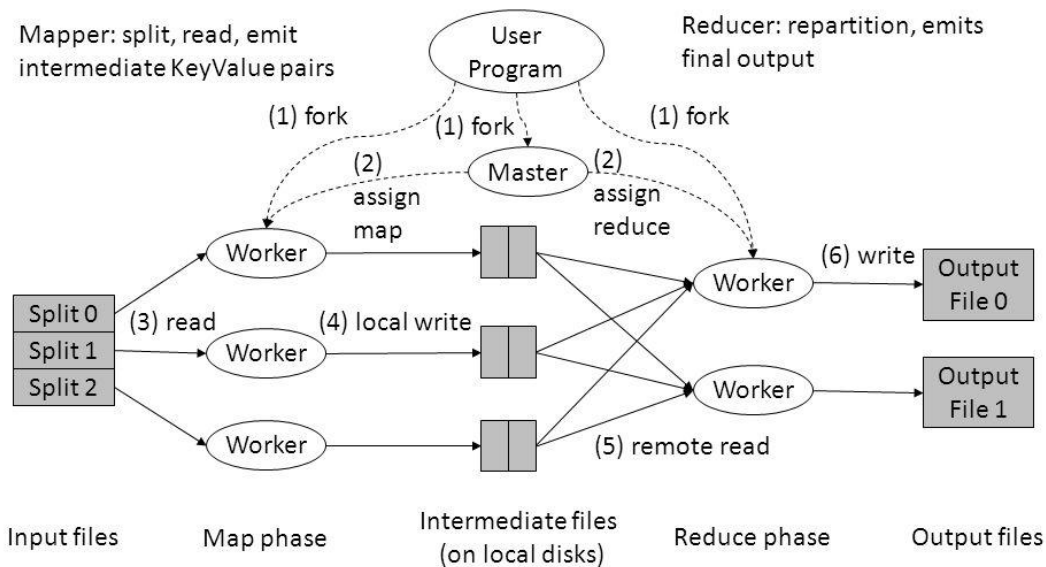 Mapper: split, read, emit
intermediate KeyValue pairs
User
Program
Reducer: repartition, emits
final output
(1) fork
(1) fork
(1) fork
(2)
assign
map
Master
(2)
assign
reduce
Worker
Worker
(6) write
Output
File 0
Split 0
Split 1
Split 2
(3) read
Worker
(4) local write
Worker
Output
File 1
Worker
(5) remote read
Input files
Map phase
Intermediate files
(on local disks)
Reduce phase
Output files